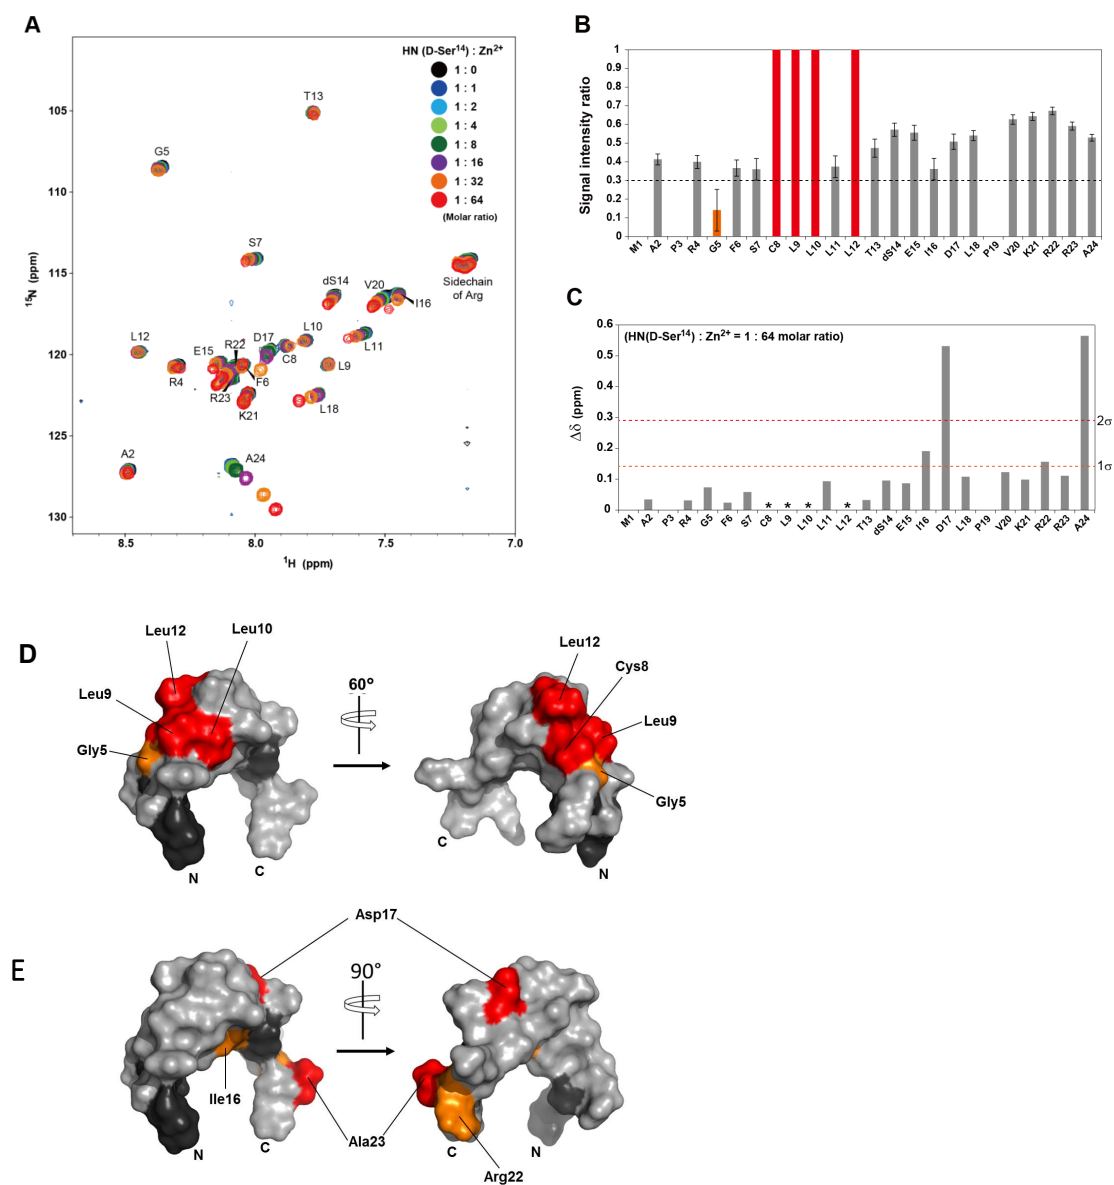 A
HN (D-Ser14) : Zn2+
1 : 0
1 : 1
1 : 2
1 : 4
1 : 8
1 : 16
1 : 32
1 : 64
(Molar ratio)
T13
G5
S7
Sidechain
of Arg
dS14
V20
I16
L10
L11
L12
E15
R22
D17
C8
L9
R4
R23
F6
K21
L18
A2
A24
105
110
115
120
125
130
15N (ppm)
8.5
8.0
7.5
7.0
1H (ppm)
B
Signal intensity ratio
1
0.9
0.8
0.7
0.6
0.5
0.4
0.3
0.2
0.1
0
M1 A2 P3 R4 G5 F6 S7 C8 L9 L10 L11 L12 T13 dS14 E15 I16 D17 L18 P19 V20 K21 R22 R23 A24
C
(HN(D-Ser14) : Zn2+ = 1 : 64 molar ratio)
Δδ (ppm)
0.6
0.5
0.4
0.3
0.2
0.1
0
2σ
1σ
* * * *
M1 A2 P3 R4 G5 F6 S7 C8 L9 L10 L11 L12 T13 dS14 E15 I16 D17 L18 P19 V20 K21 R22 R23 A24
D
Leu12
Leu10
Leu9
Gly5
N
C
60°
Leu12
Cys8
Leu9
Gly5
C
N
E
Asp17
90°
Ile16
Ala23
N
C
C
N
Arg22